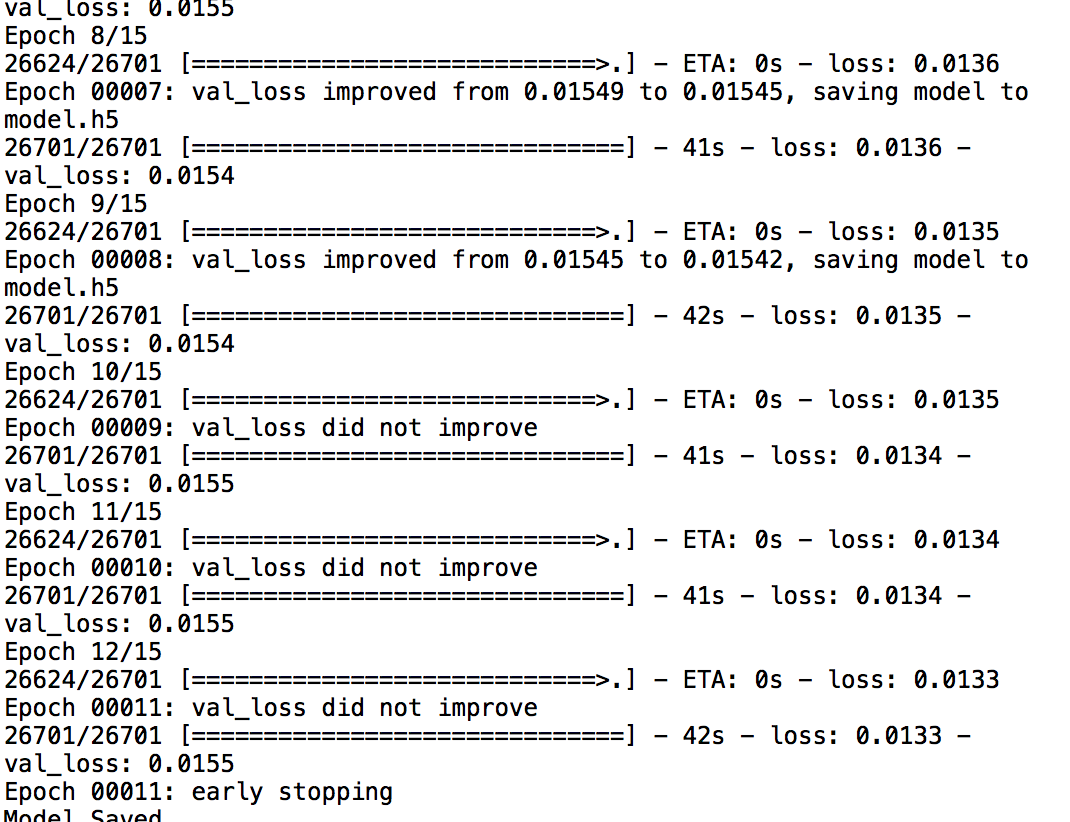 val_loss: 0.0155
Epoch 8/15
26624/26701 [============================>.] - ETA: 0s - loss: 0.0136
Epoch 00007: val_loss improved from 0.01549 to 0.01545, saving model to
model.h5
26701/26701 [==============================] - 41s - loss: 0.0136 -
val_loss: 0.0154
Epoch 9/15
26624/26701 [============================>.] - ETA: 0s - loss: 0.0135
Epoch 00008: val_loss improved from 0.01545 to 0.01542, saving model to
model.h5
26701/26701 [==============================] - 42s - loss: 0.0135 -
val_loss: 0.0154
Epoch 10/15
26624/26701 [============================>.] - ETA: 0s - loss: 0.0135
Epoch 00009: val_loss did not improve
26701/26701 [==============================] - 41s - loss: 0.0134 -
val_loss: 0.0155
Epoch 11/15
26624/26701 [============================>.] - ETA: 0s - loss: 0.0134
Epoch 00010: val_loss did not improve
26701/26701 [==============================] - 41s - loss: 0.0134 -
val_loss: 0.0155
Epoch 12/15
26624/26701 [============================>.] - ETA: 0s - loss: 0.0133
Epoch 00011: val_loss did not improve
26701/26701 [==============================] - 42s - loss: 0.0133 -
val_loss: 0.0155
Epoch 00011: early stopping
Model Saved